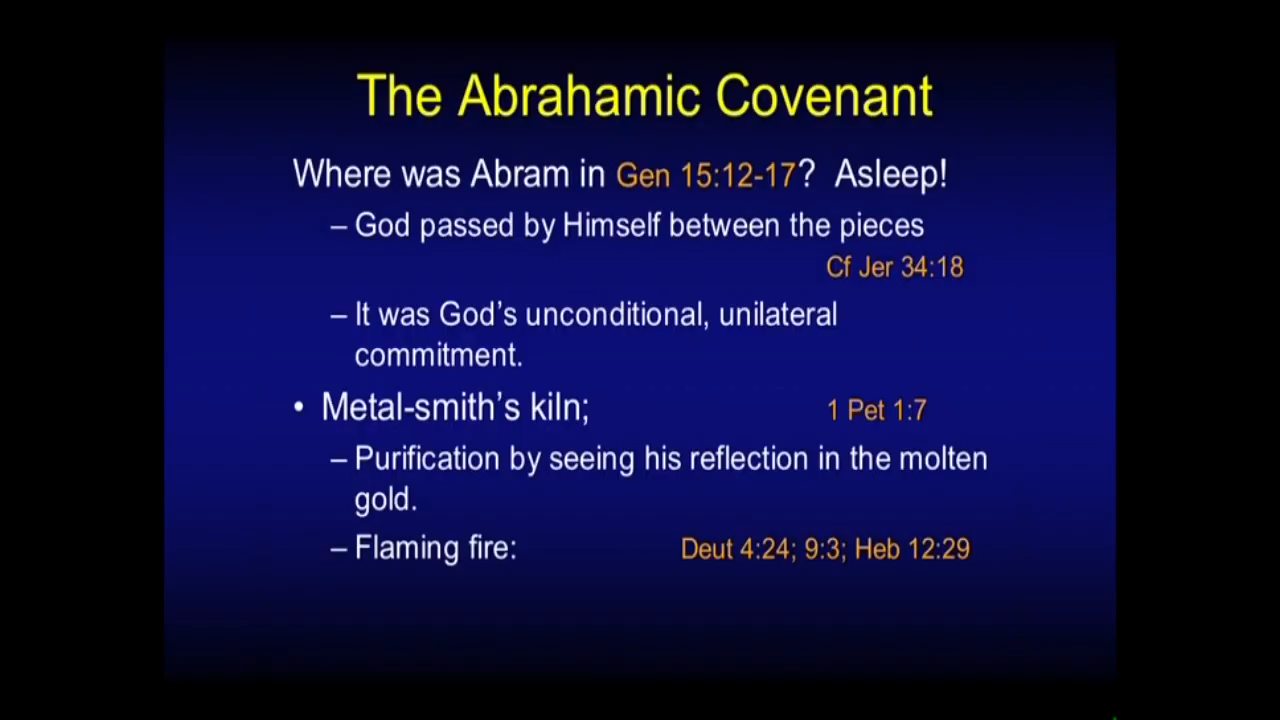 The Abrahamic Covenant
Where was Abram in Gen 15:12-17? Asleep!
– God passed by Himself between the pieces
Cf Jer 34:18
– It was God’s unconditional, unilateral
commitment.
• Metal-smith’s kiln; 1 Pet 1:7
– Purification by seeing his reflection in the molten
gold.
– Flaming fire: Deut 4:24; 9:3; Heb 12:29